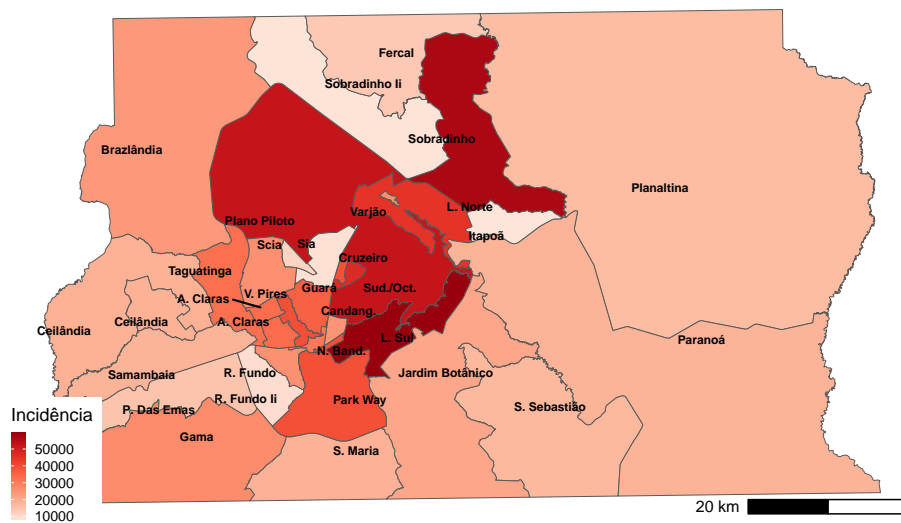 Fercal
Sobradinho Ii
Sobradinho
Brazlândia
Planaltina
L. Norte
Varjão
Plano Piloto
Itapoã
Scia
Sia
Cruzeiro
Taguatinga
Guará
Sud./Oct.
V. Pires
A. Claras
Candang.
Ceilândia
Ceilândia
A. Claras
L. Sul
Paranoá
N. Band.
R. Fundo
Jardim Botânico
Samambaia
R. Fundo Ii
Park Way
S. Sebastião
P. Das Emas
Gama
S. Maria
Incidência
50000
40000
30000
20000
10000
20 km